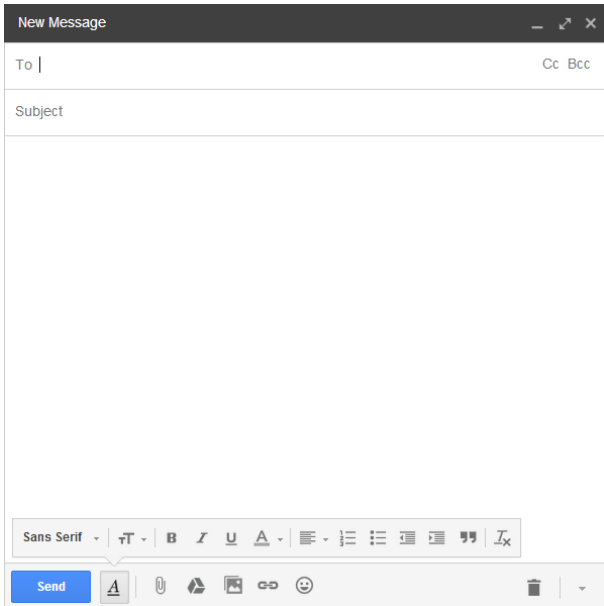 New Message
To Cc Bcc
Subject
Sans Serif T T B I U A T x
Send A